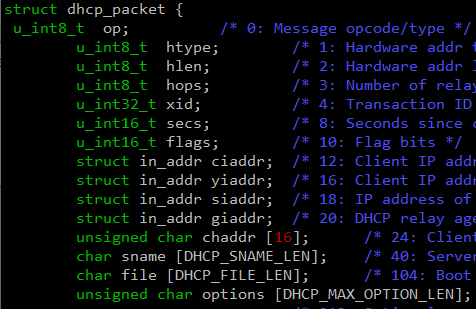 struct dhcp_packet {
u_int8_t op; /* 0: Message opcode/type */
u_int8_t htype; /* 1: Hardware addr
u_int8_t hlen; /* 2: Hardware addr
u_int8_t hops; /* 3: Number of relay
u_int32_t xid; /* 4: Transaction ID
u_int16_t secs; /* 8: Seconds since
u_int16_t flags; /* 10: Flag bits */
struct in_addr ciaddr; /* 12: Client IP addr
struct in_addr yiaddr; /* 16: Client IP addr
struct in_addr siaddr; /* 18: IP address of
struct in_addr giaddr; /* 20: DHCP relay age
unsigned char chaddr [16]; /* 24: Client
char sname [DHCP_SNAME_LEN]; /* 40: Server
char file [DHCP_FILE_LEN]; /* 104: Boot
unsigned char options [DHCP_MAX_OPTION_LEN];